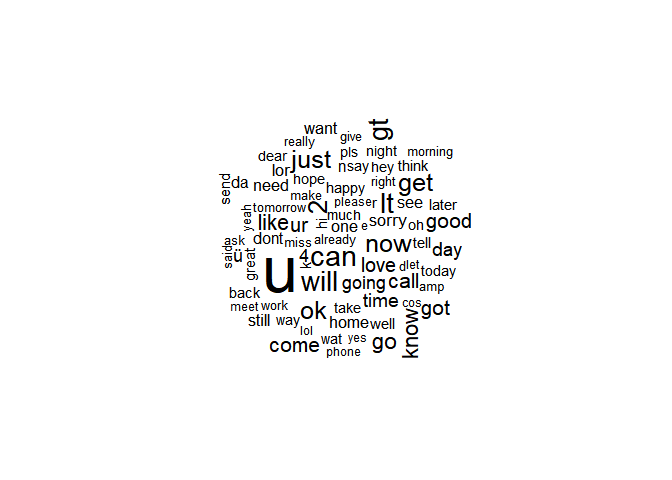 want
give
gt
really
dear
just
pls
night
morning
lor
nsay
hey
think
send
da
need
hope
happy
right
get
make
tomorrow
2
please
r
lt
see
later
yeah
like
ur
hi
much
one
e
sorry
oh
good
ask
dont
miss
already
now
tell
day
said
ü
great
u
4
k
can
love
dlet
today
will
going
call
amp
back
time
cos
got
meet
work
ok
take
still
way
home
well
know
lol
come
wat
yes
go
phone